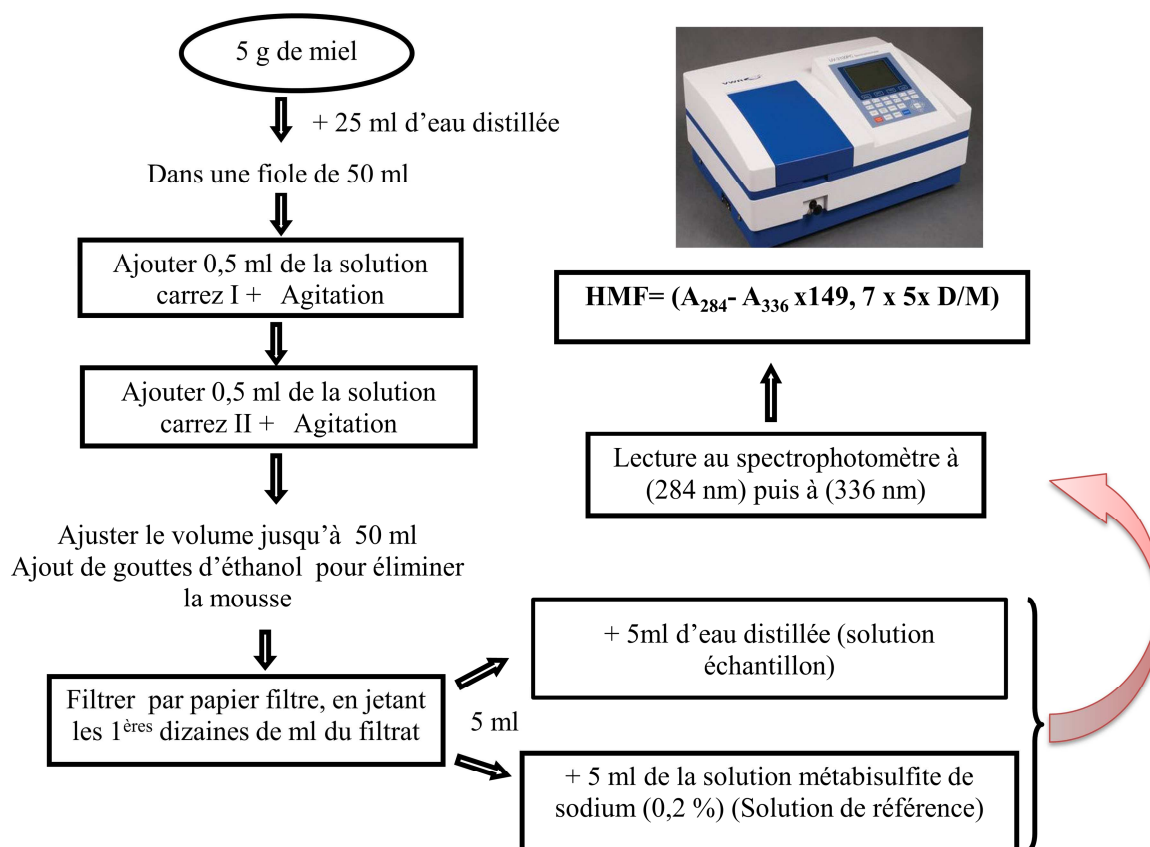 5 g de miel
+ 25 ml d’eau distillée
Dans une fiole de 50 ml
Ajouter 0,5 ml de la solution
carrez I + Agitation
Ajouter 0,5 ml de la solution
carrez II + Agitation
Ajuster le volume jusqu’à 50 ml
Ajout de gouttes d’éthanol pour éliminer
la mousse
Filtrer par papier filtre, en jetant
les 1ères dizaines de ml du filtrat
5 ml
+ 5ml d’eau distillée (solution
échantillon)
+ 5 ml de la solution métabisulfite de
sodium (0,2 %) (Solution de référence)
Lecture au spectrophotomètre à
(284 nm) puis à (336 nm)
HMF= (A284- A336 x149, 7 x 5x D/M)
VWR